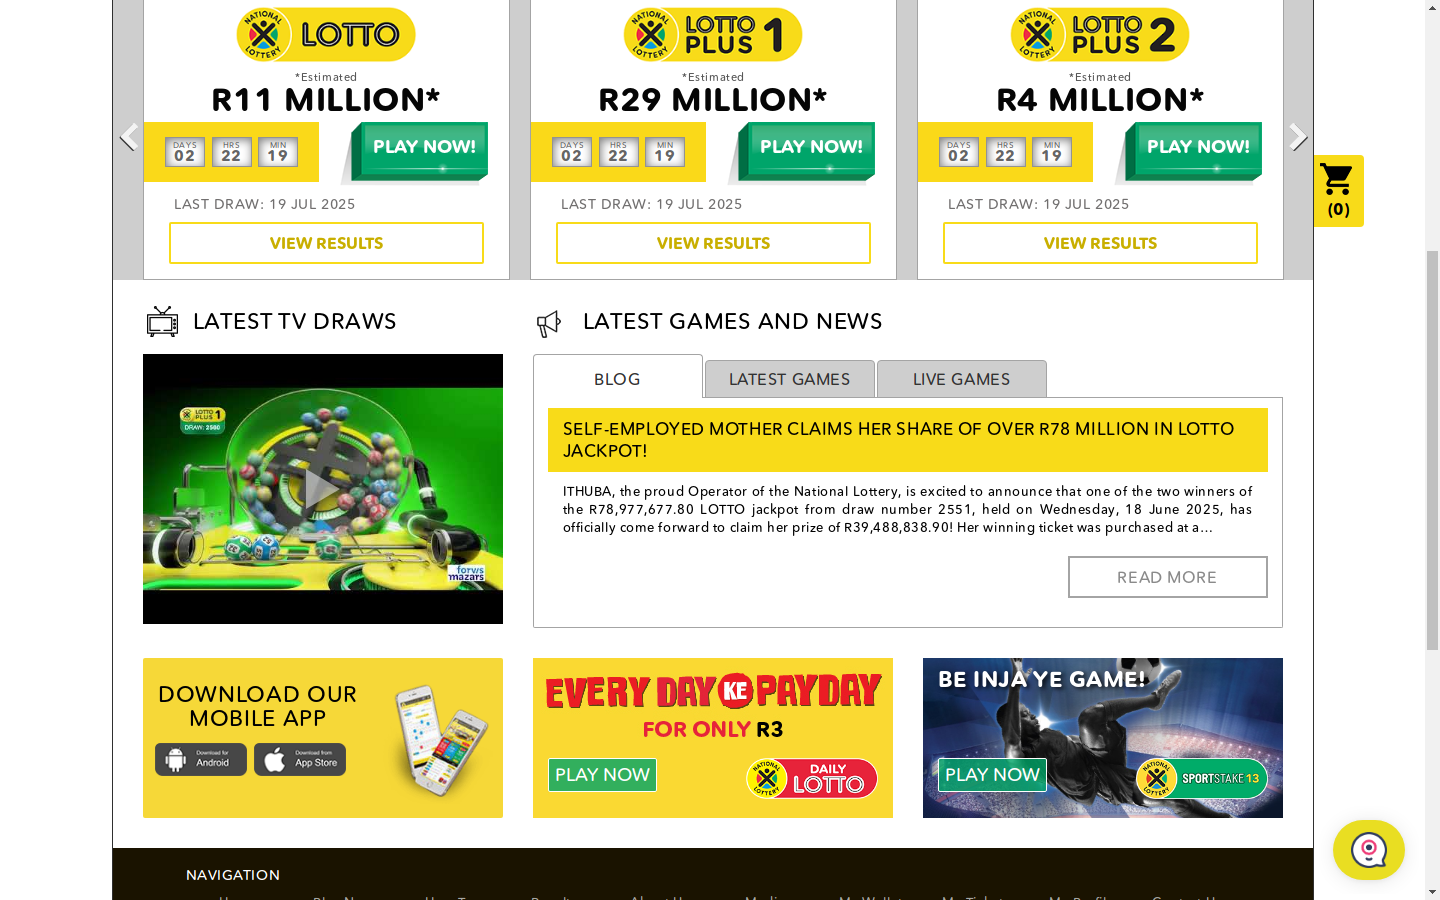 NATIONAL LOTTERY LOTTO
*Estimated
R11 MILLION*
DAYS 02 HRS 22 MIN 19
PLAY NOW!
LAST DRAW: 19 JUL 2025
VIEW RESULTS
NATIONAL LOTTERY LOTTO PLUS 1
*Estimated
R29 MILLION*
DAYS 02 HRS 22 MIN 19
PLAY NOW!
LAST DRAW: 19 JUL 2025
VIEW RESULTS
NATIONAL LOTTERY LOTTO PLUS 2
*Estimated
R4 MILLION*
DAYS 02 HRS 22 MIN 19
PLAY NOW!
LAST DRAW: 19 JUL 2025
VIEW RESULTS
(0)
LATEST TV DRAWS
LOTTO PLUS 1
DRAW: 2560
forvis
mazars
LATEST GAMES AND NEWS
BLOG
LATEST GAMES
LIVE GAMES
SELF-EMPLOYED MOTHER CLAIMS HER SHARE OF OVER R78 MILLION IN LOTTO
JACKPOT!
ITHUBA, the proud Operator of the National Lottery, is excited to announce that one of the two winners of
the R78,977,677.80 LOTTO jackpot from draw number 2551, held on Wednesday, 18 June 2025, has
officially come forward to claim her prize of R39,488,838.90! Her winning ticket was purchased at a...
READ MORE
DOWNLOAD OUR
MOBILE APP
Download for
Android
Download from
App Store
EVERY DAY KE PAYDAY
FOR ONLY R3
PLAY NOW
NATIONAL LOTTERY DAILY LOTTO
BE INJA YE GAME!
PLAY NOW
NATIONAL LOTTERY SPORTSTAKE 13
NAVIGATION